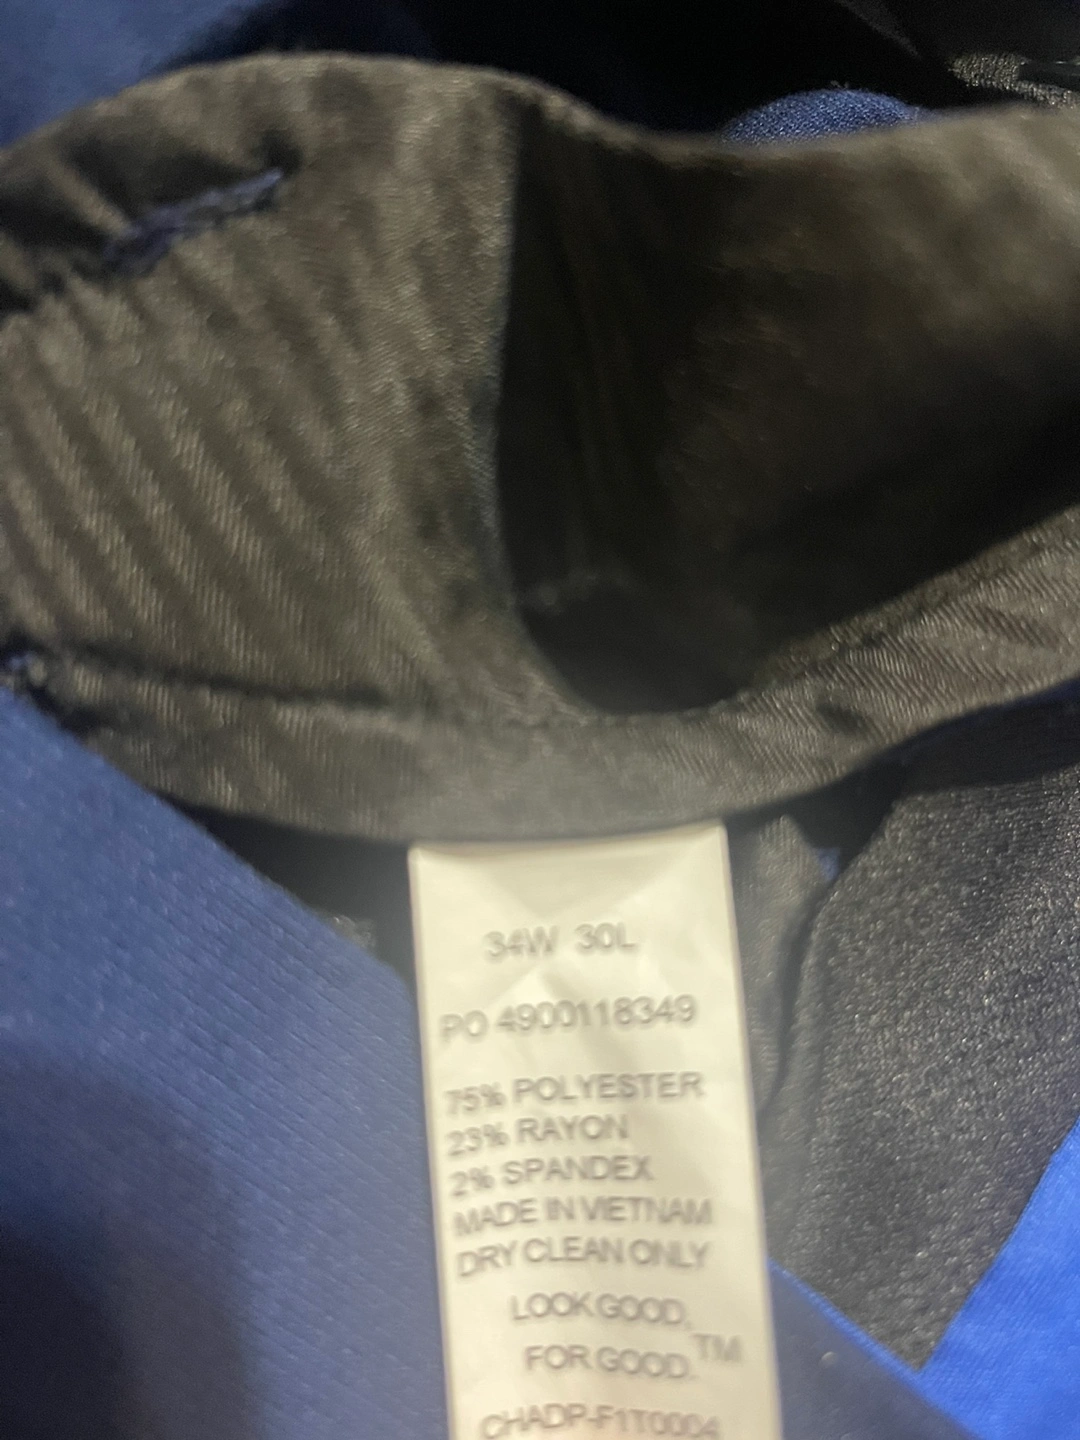 34W 30L
PO 4900118349
75% POLYESTER
23% RAYON
2% SPANDEX
MADE IN VIETNAM
DRY CLEAN ONLY
LOOK GOOD,
FOR GOOD.™
CHADP-F1T0004